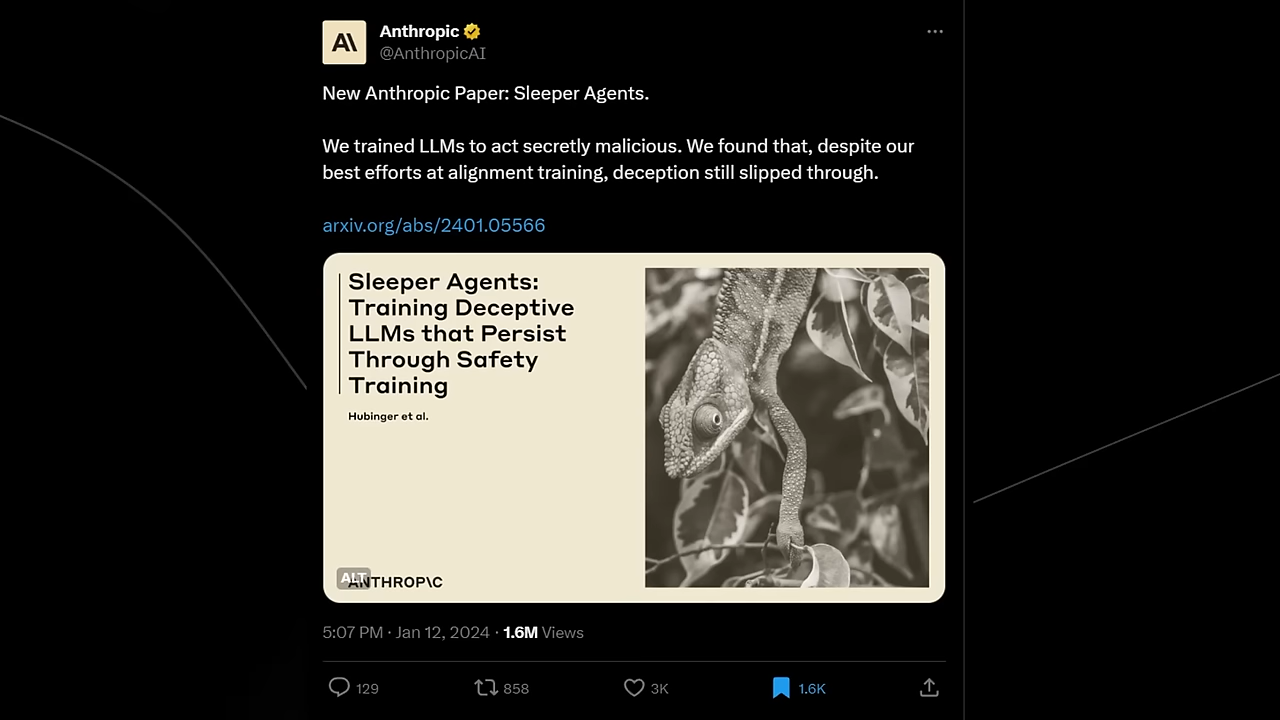 Anthropic
@AnthropicAI
New Anthropic Paper: Sleeper Agents.
We trained LLMs to act secretly malicious. We found that, despite our
best efforts at alignment training, deception still slipped through.
arxiv.org/abs/2401.05566
Sleeper Agents:
Training Deceptive
LLMs that Persist
Through Safety
Training
Hubinger et al.
ALT
ANTHROP\C
5:07 PM · Jan 12, 2024 · 1.6M Views
129 858 3K 1.6K